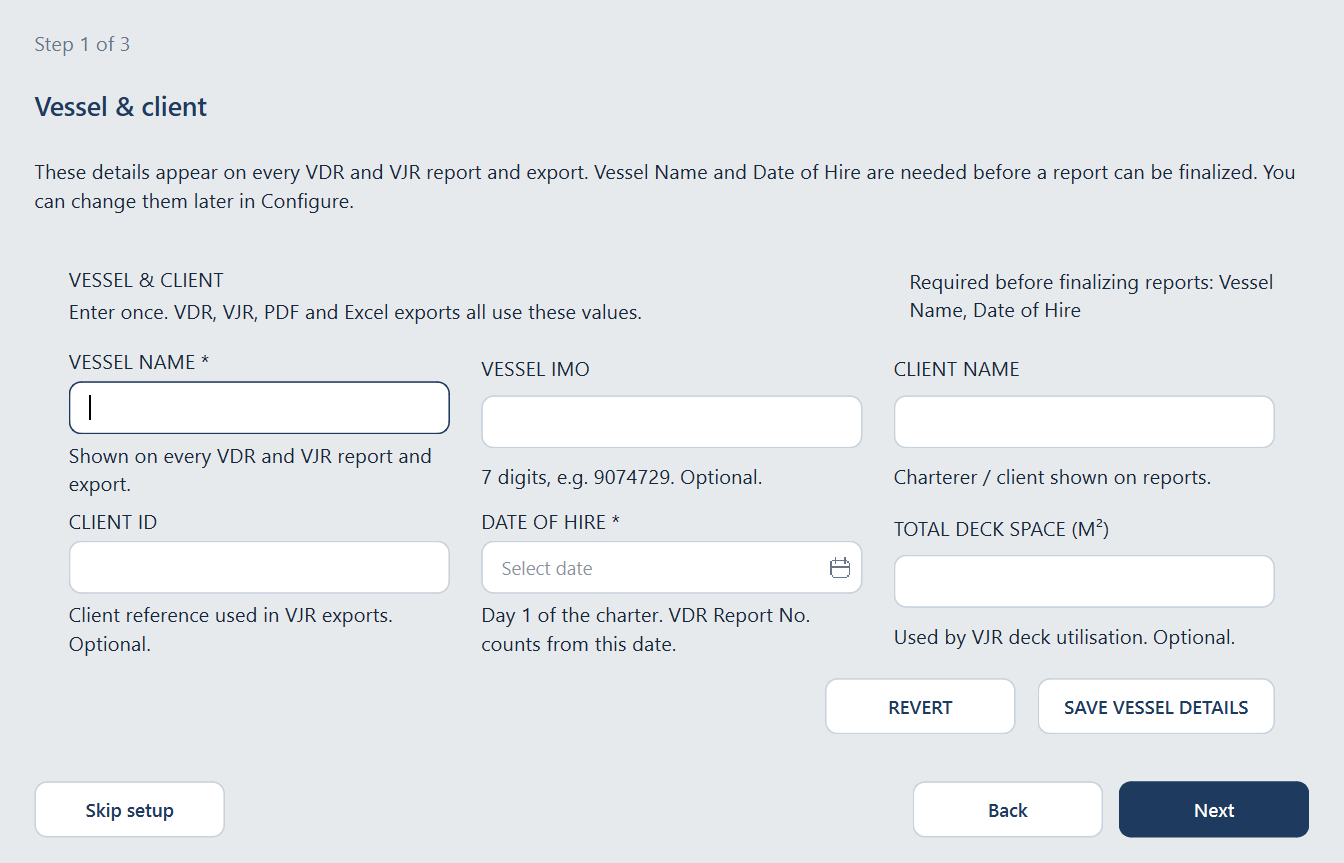 Step 1 of 3
Vessel & client
These details appear on every VDR and VJR report and export. Vessel Name and Date of Hire are needed before a report can be finalized. You
can change them later in Configure.
VESSEL & CLIENT
Enter once. VDR, VJR, PDF and Excel exports all use these values.
Required before finalizing reports: Vessel
Name, Date of Hire
VESSEL NAME *
Shown on every VDR and VJR report and
export.
VESSEL IMO
7 digits, e.g. 9074729. Optional.
CLIENT NAME
Charterer / client shown on reports.
CLIENT ID
Client reference used in VJR exports.
Optional.
DATE OF HIRE *
Select date
Day 1 of the charter. VDR Report No.
counts from this date.
TOTAL DECK SPACE (M²)
Used by VJR deck utilisation. Optional.
REVERT
SAVE VESSEL DETAILS
Skip setup
Back
Next